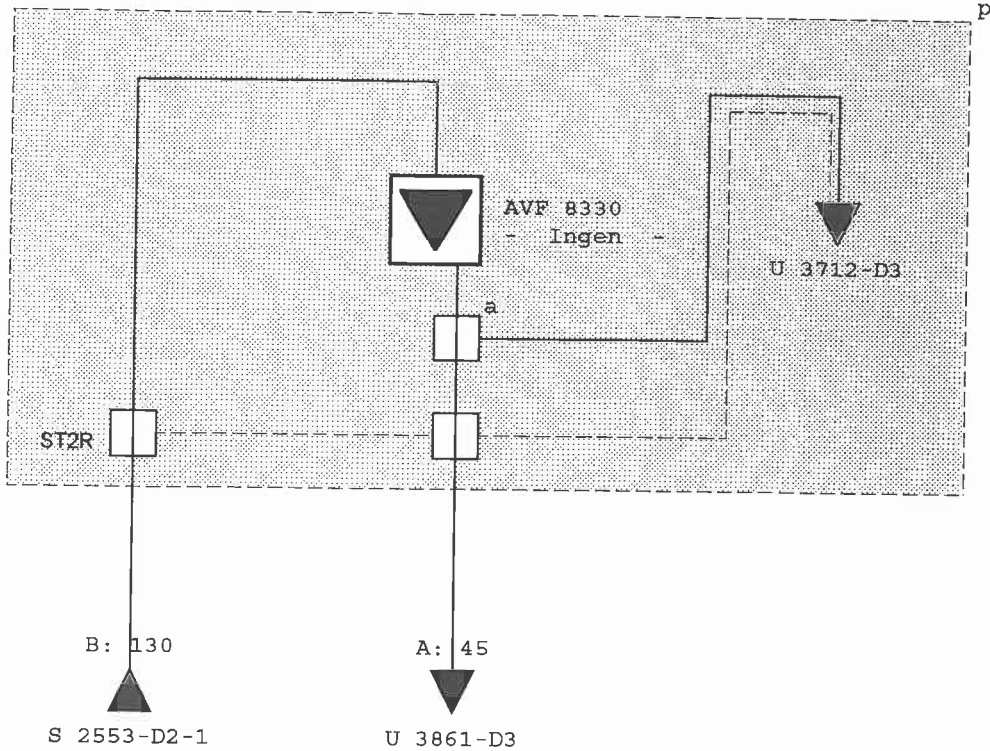 p
AVF 8330
- Ingen -
U 3712-D3
a
ST2R
B: 130
A: 45
S 2553-D2-1
U 3861-D3